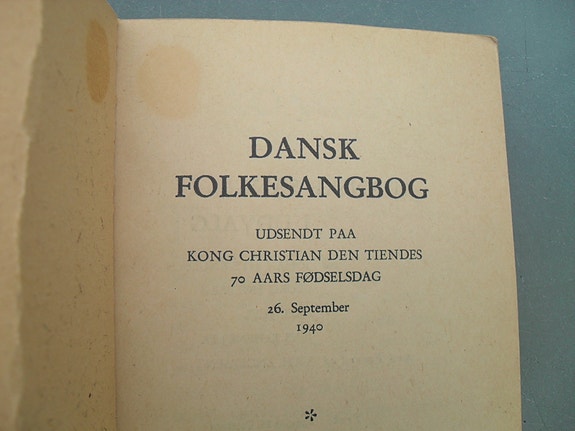 DANSK
FOLKESANGBOG
UDSENDT PAA
KONG CHRISTIAN DEN TIENDES
70 AARS FØDSELSDAG
26. September
1940
*